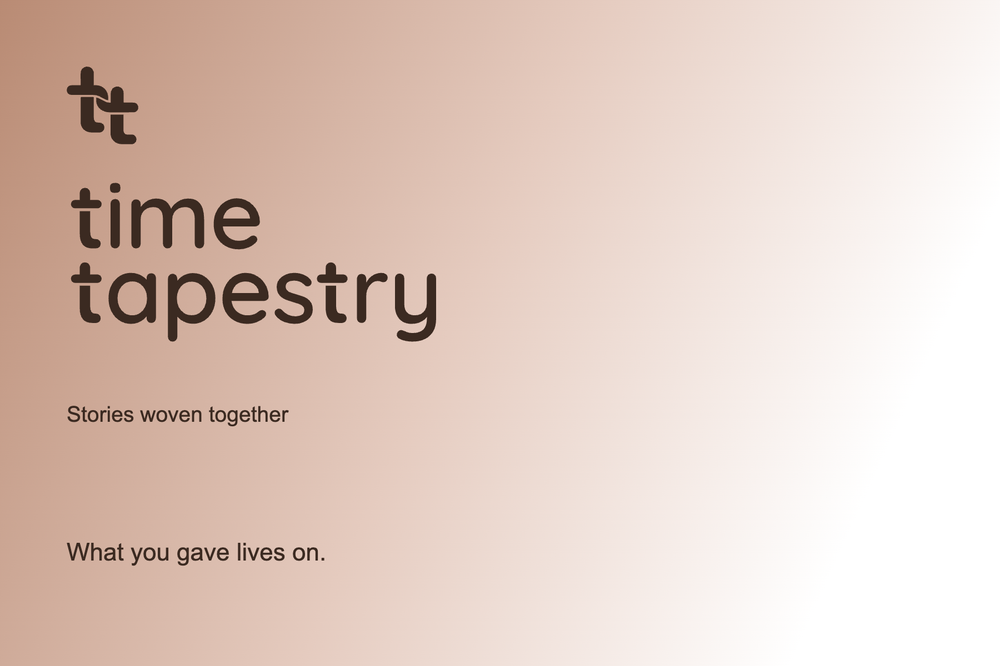 tt
time
tapestry
Stories woven together
What you gave lives on.